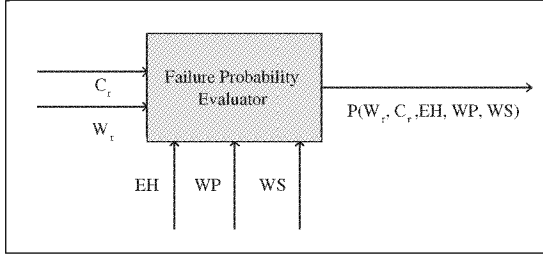 C_r
W_r
Failure Probability
Evaluator
P(W_r, C_r ,EH, WP, WS)
EH WP WS